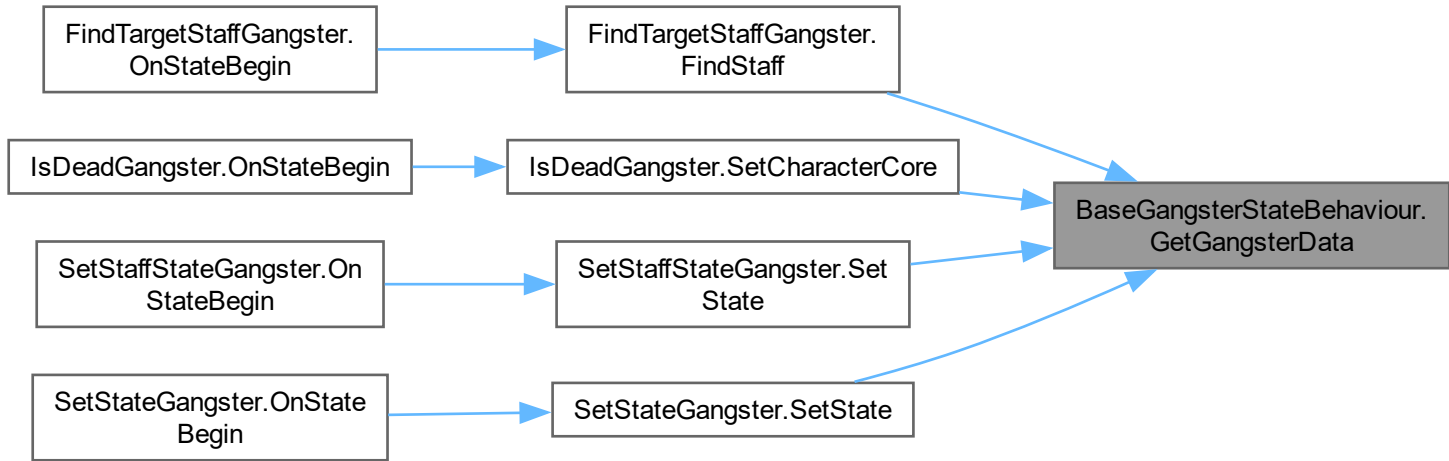 FindTargetStaffGangster.
OnStateBegin
FindTargetStaffGangster.
FindStaff
IsDeadGangster.OnStateBegin
IsDeadGangster.SetCharacterCore
BaseGangsterStateBehaviour.
GetGangsterData
SetStaffStateGangster.On
StateBegin
SetStaffStateGangster.Set
State
SetStateGangster.OnState
Begin
SetStateGangster.SetState